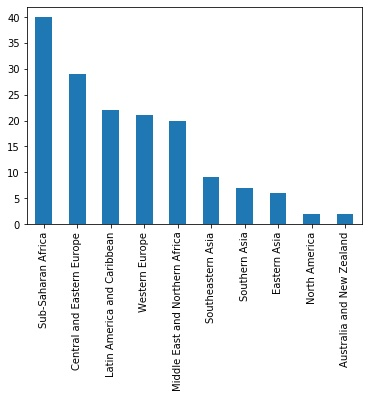 40
35
30
25
20
15
10
5
0
Sub-Saharan Africa
Central and Eastern Europe
Latin America and Caribbean
Western Europe
Middle East and Northern Africa
Southeastern Asia
Southern Asia
Eastern Asia
North America
Australia and New Zealand